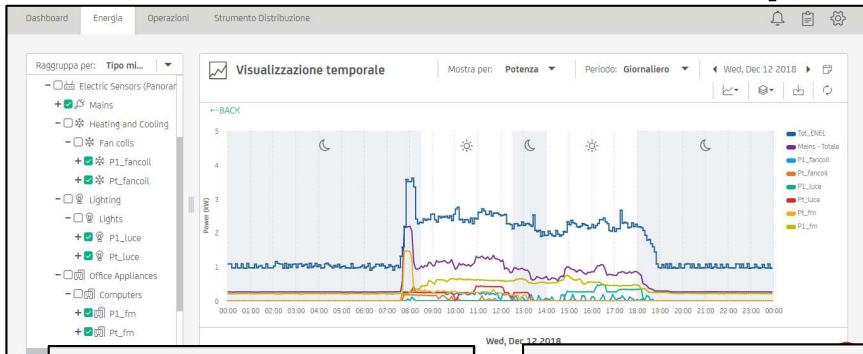 Dashboard Energia Operazioni Strumento Distribuzione
Raggruppa per: Tipo mi...
Electric Sensors (Panorar
Mains
Heating and Cooling
Fan coils
P1_fancoil
Pt_fancoil
Lighting
Lights
P1_luce
Pt_luce
Office Appliances
Computers
P1_fm
Pt_fm
Visualizzazione temporale Mostra per: Potenza Periodo: Giornaliero Wed, Dec 12 2018
←BACK
Power (kW)
5
4
3
2
1
0
00:00 01:00 02:00 03:00 04:00 05:00 06:00 07:00 08:00 09:00 10:00 11:00 12:00 13:00 14:00 15:00 16:00 17:00 18:00 19:00 20:00 21:00 22:00 23:00 00:00
Tot_ENEL
Mains - Totale
P1_fancoil
Pt_fancoil
P1_luce
Pt_luce
Pt_fm
P1_fm
Wed, Dec 12 2018